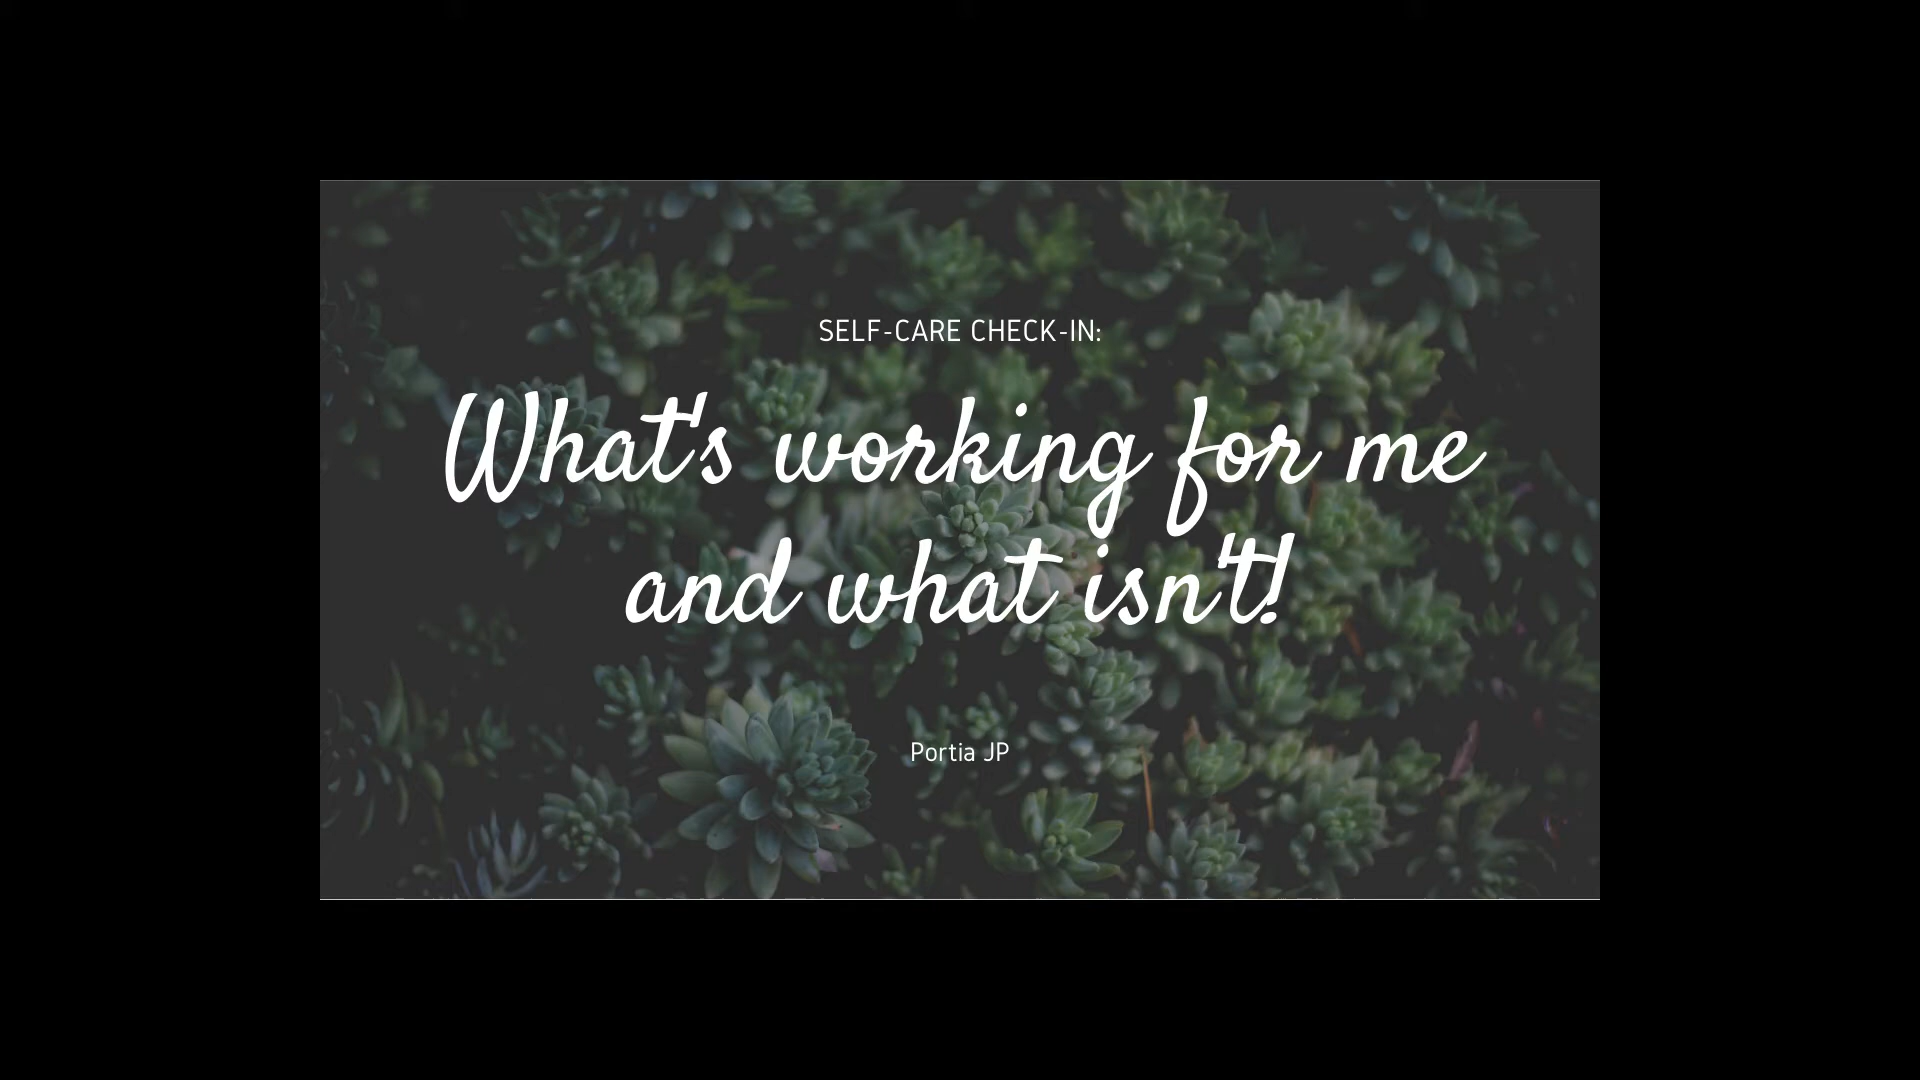 SELF-CARE CHECK-IN:
What's working for me
and what isn't!
Portia JP